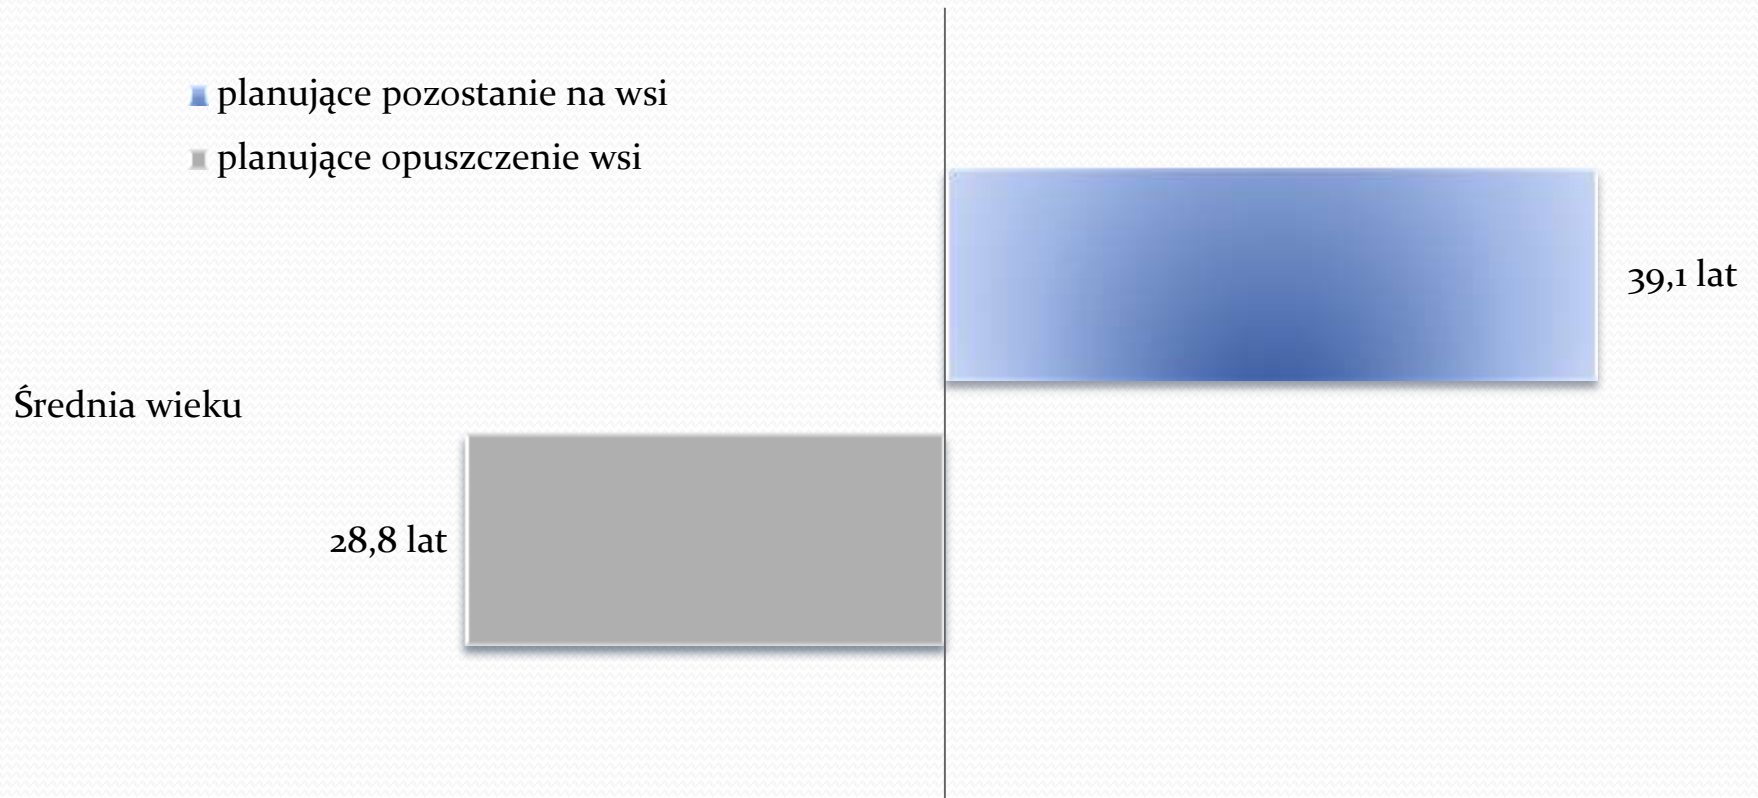 planujące pozostanie na wsi
planujące opuszczenie wsi
39,1 lat
Średnia wieku
28,8 lat